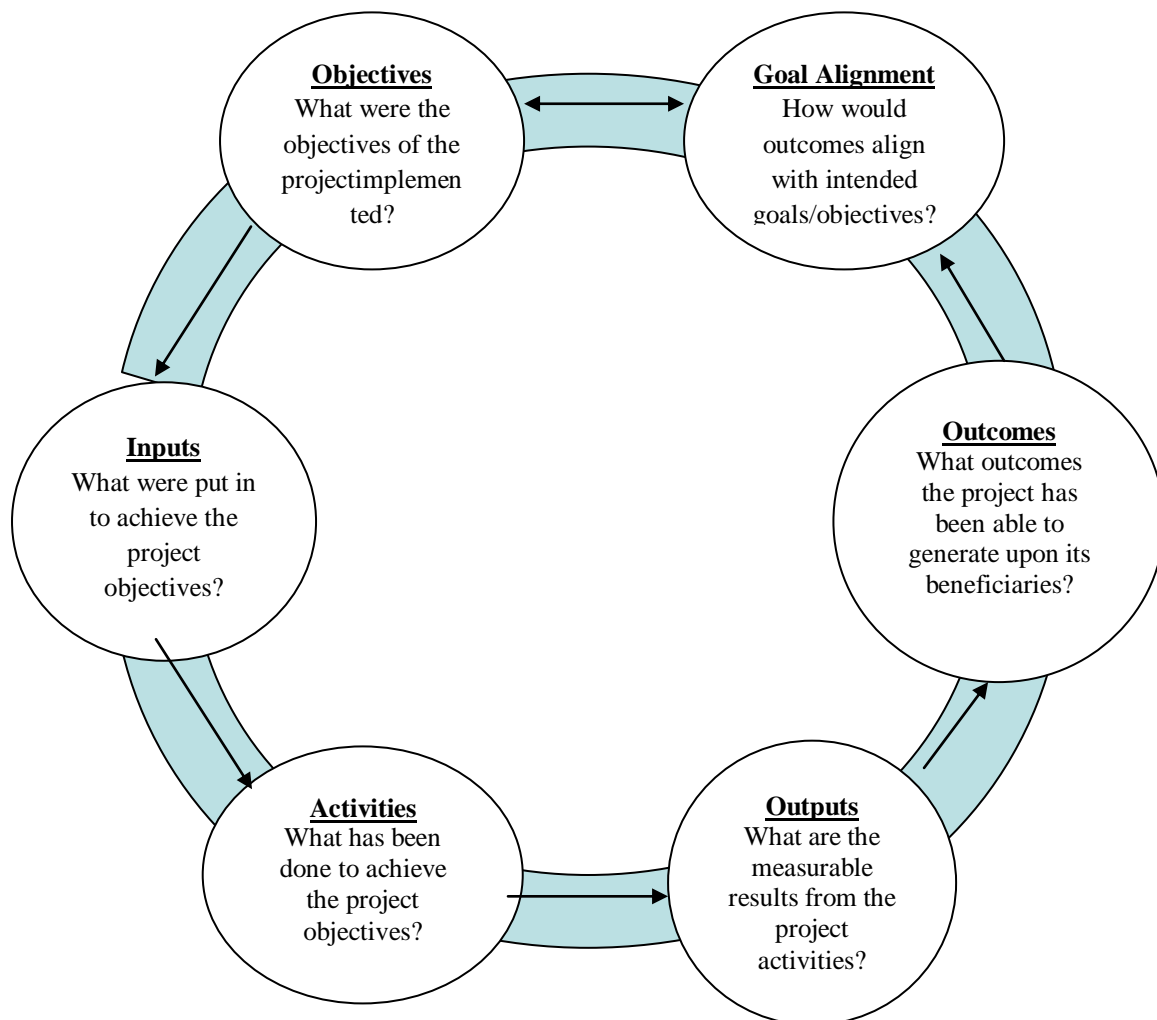 Objectives
What were the
objectives of the
projectimplemen
ted?
Goal Alignment
How would
outcomes align
with intended
goals/objectives?
Inputs
What were put in
to achieve the
project
objectives?
Outcomes
What outcomes
the project has
been able to
generate upon its
beneficiaries?
Activities
What has been
done to achieve
the project
objectives?
Outputs
What are the
measurable
results from the
project
activities?